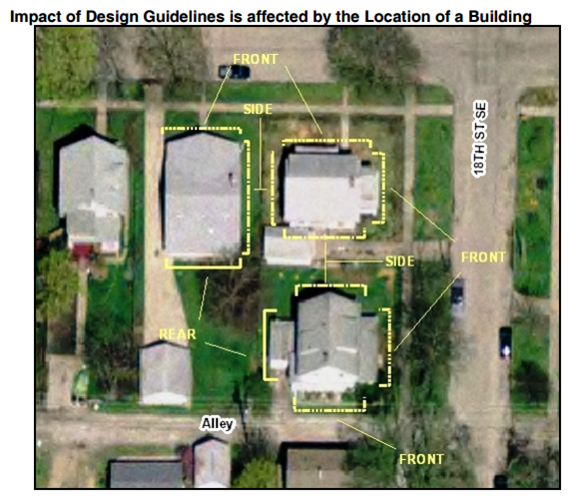 Impact of Design Guidelines is affected by the Location of a Building
FRONT
SIDE
18TH ST SE
SIDE
FRONT
REAR
Alley
FRONT